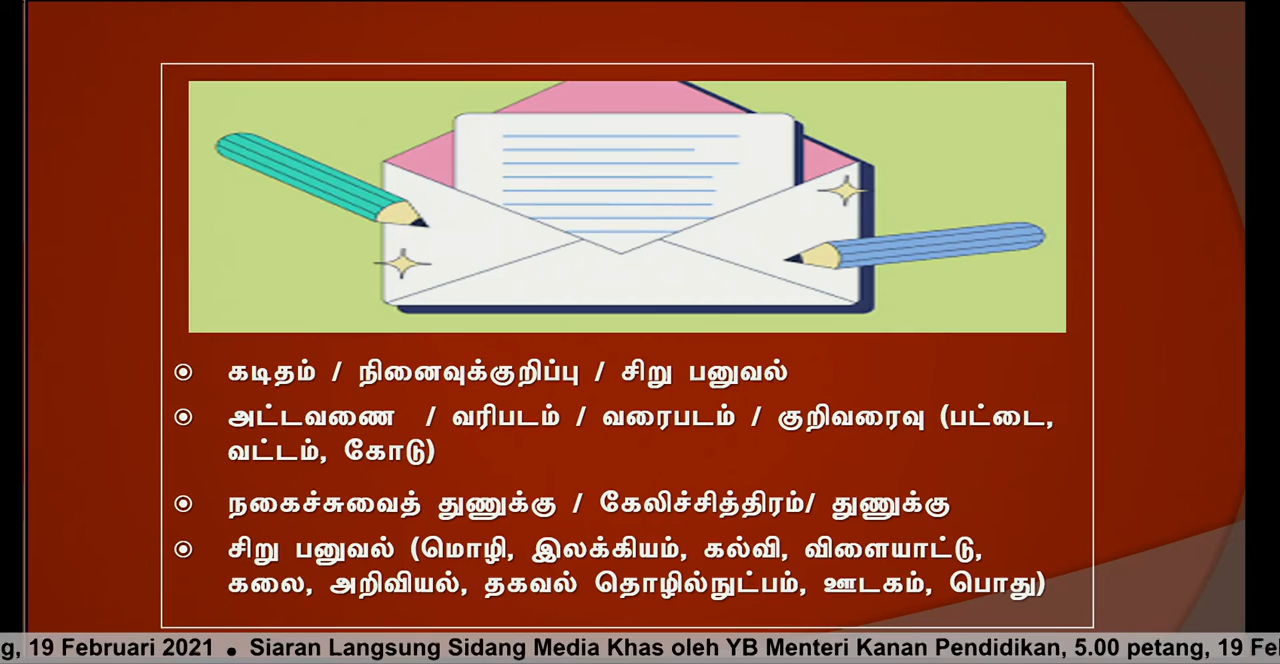 கடிதம் / நினைவுக்குறிப்பு / சிறு பனுவல்
அட்டவணை / வரிபடம் / வரைபடம் / குறிவரைவு (பட்டை,
வட்டம், கோடு)
நகைச்சுவைத் துணுக்கு / கேலிச்சித்திரம்/ துணுக்கு
சிறு பனுவல் (மொழி, இலக்கியம், கல்வி, விளையாட்டு,
கலை, அறிவியல், தகவல் தொழில்நுட்பம், ஊடகம், பொது)
g, 19 Februari 2021 ● Siaran Langsung Sidang Media Khas oleh YB Menteri Kanan Pendidikan, 5.00 petang, 19 Fe